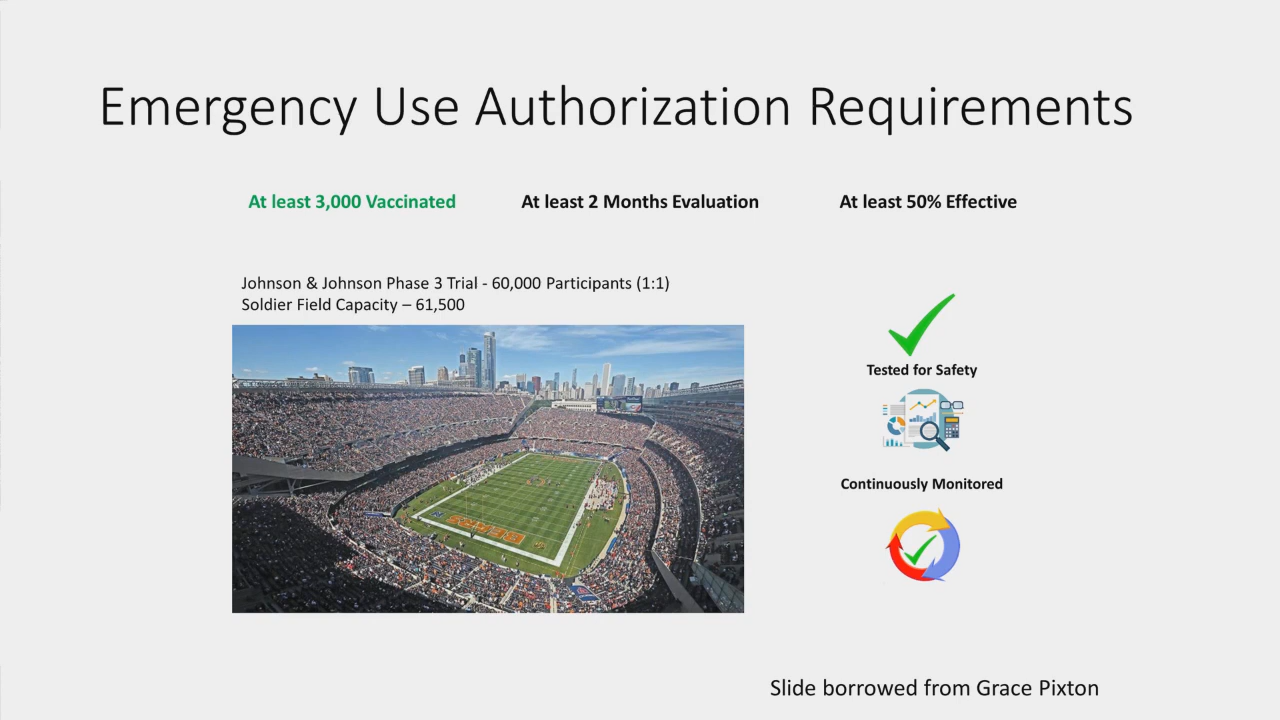 Emergency Use Authorization Requirements
At least 3,000 Vaccinated
At least 2 Months Evaluation
At least 50% Effective
Johnson & Johnson Phase 3 Trial - 60,000 Participants (1:1)
Soldier Field Capacity – 61,500
Tested for Safety
BEARS
Continuously Monitored
Slide borrowed from Grace Pixton